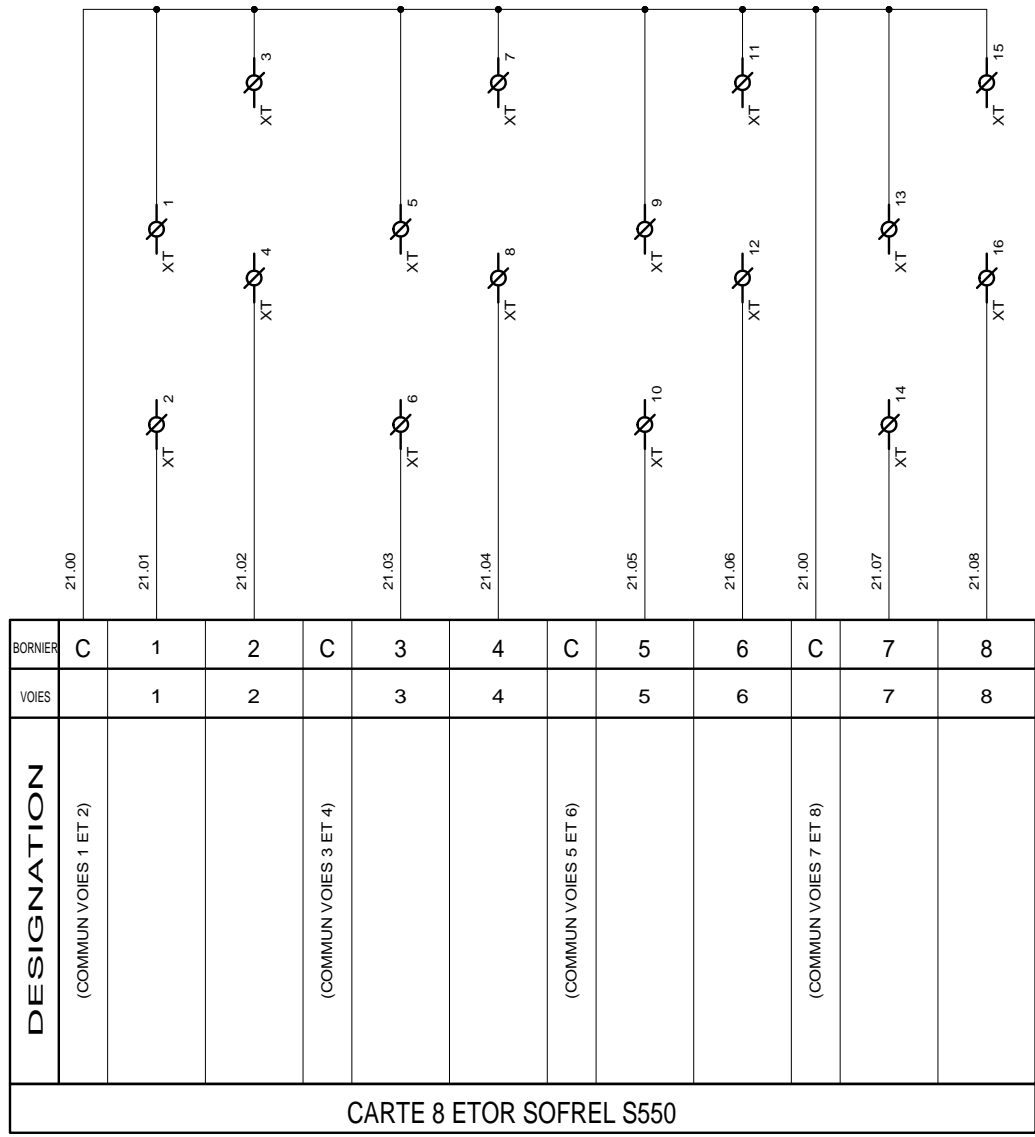 3 7 11 15
XT XT XT XT
1 5 9 13
XT XT XT XT
4 8 12 16
XT XT XT XT
2 6 10 14
XT XT XT XT
21.00 21.01 21.02 21.03 21.04 21.05 21.06 21.00 21.07 21.08
BORNIER C 1 2 C 3 4 C 5 6 C 7 8
VOIES 1 2 3 4 5 6 7 8
DESIGNATION
(COMMUN VOIES 1 ET 2)
(COMMUN VOIES 3 ET 4)
(COMMUN VOIES 5 ET 6)
(COMMUN VOIES 7 ET 8)
CARTE 8 ETOR SOFREL S550